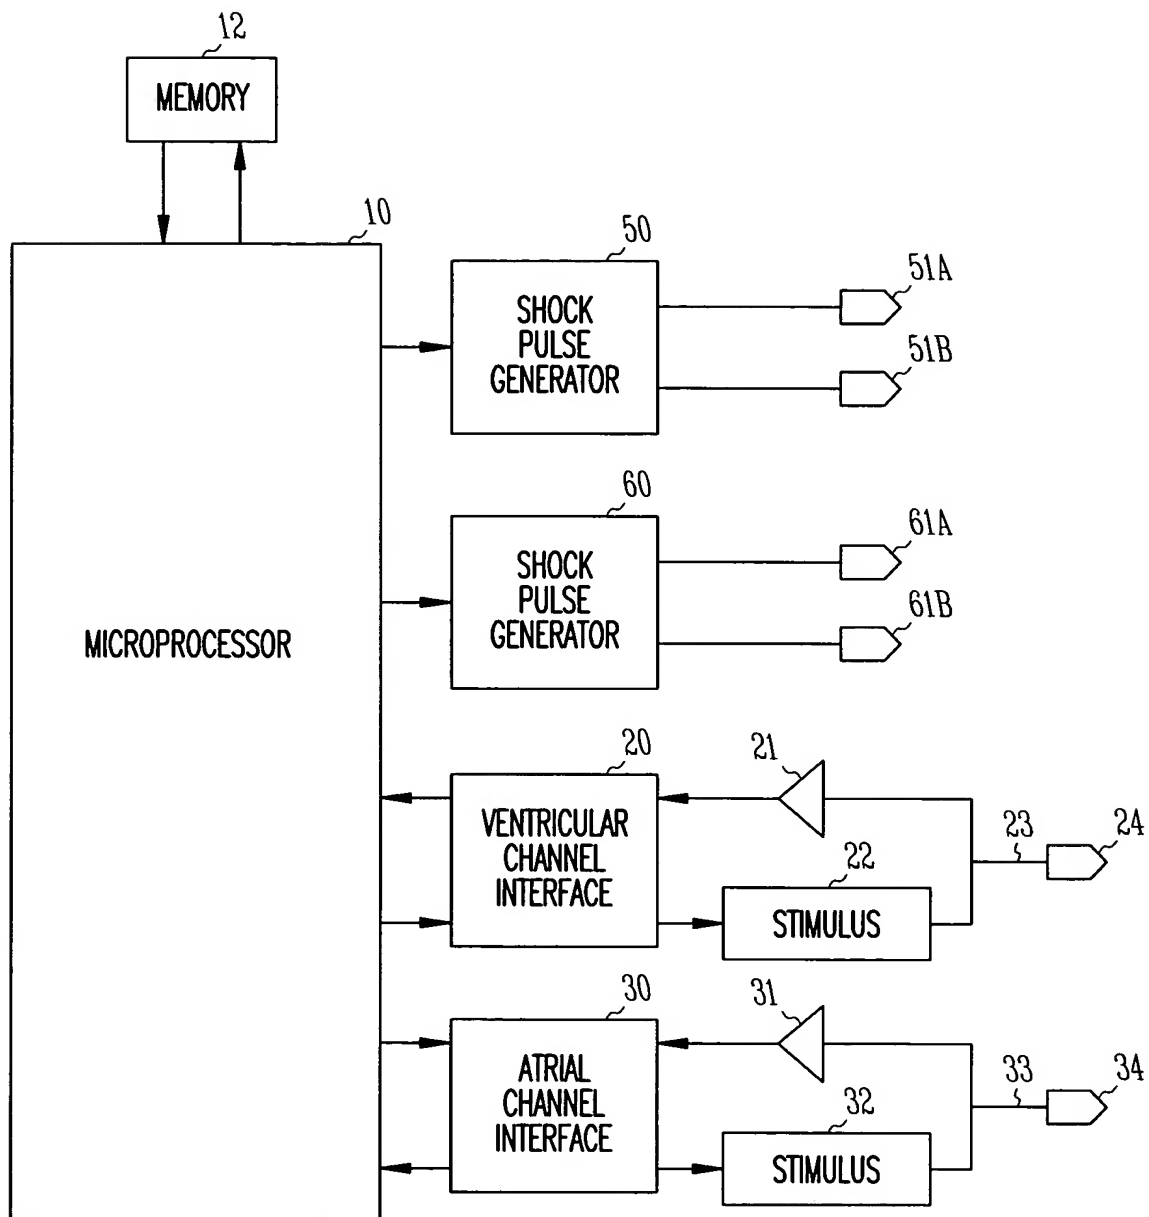 12
MEMORY
10
MICROPROCESSOR
50
SHOCK
PULSE
GENERATOR
51A
51B
60
SHOCK
PULSE
GENERATOR
61A
61B
20
VENTRICULAR
CHANNEL
INTERFACE
21
22
STIMULUS
23
24
30
ATRIAL
CHANNEL
INTERFACE
31
32
STIMULUS
33
34